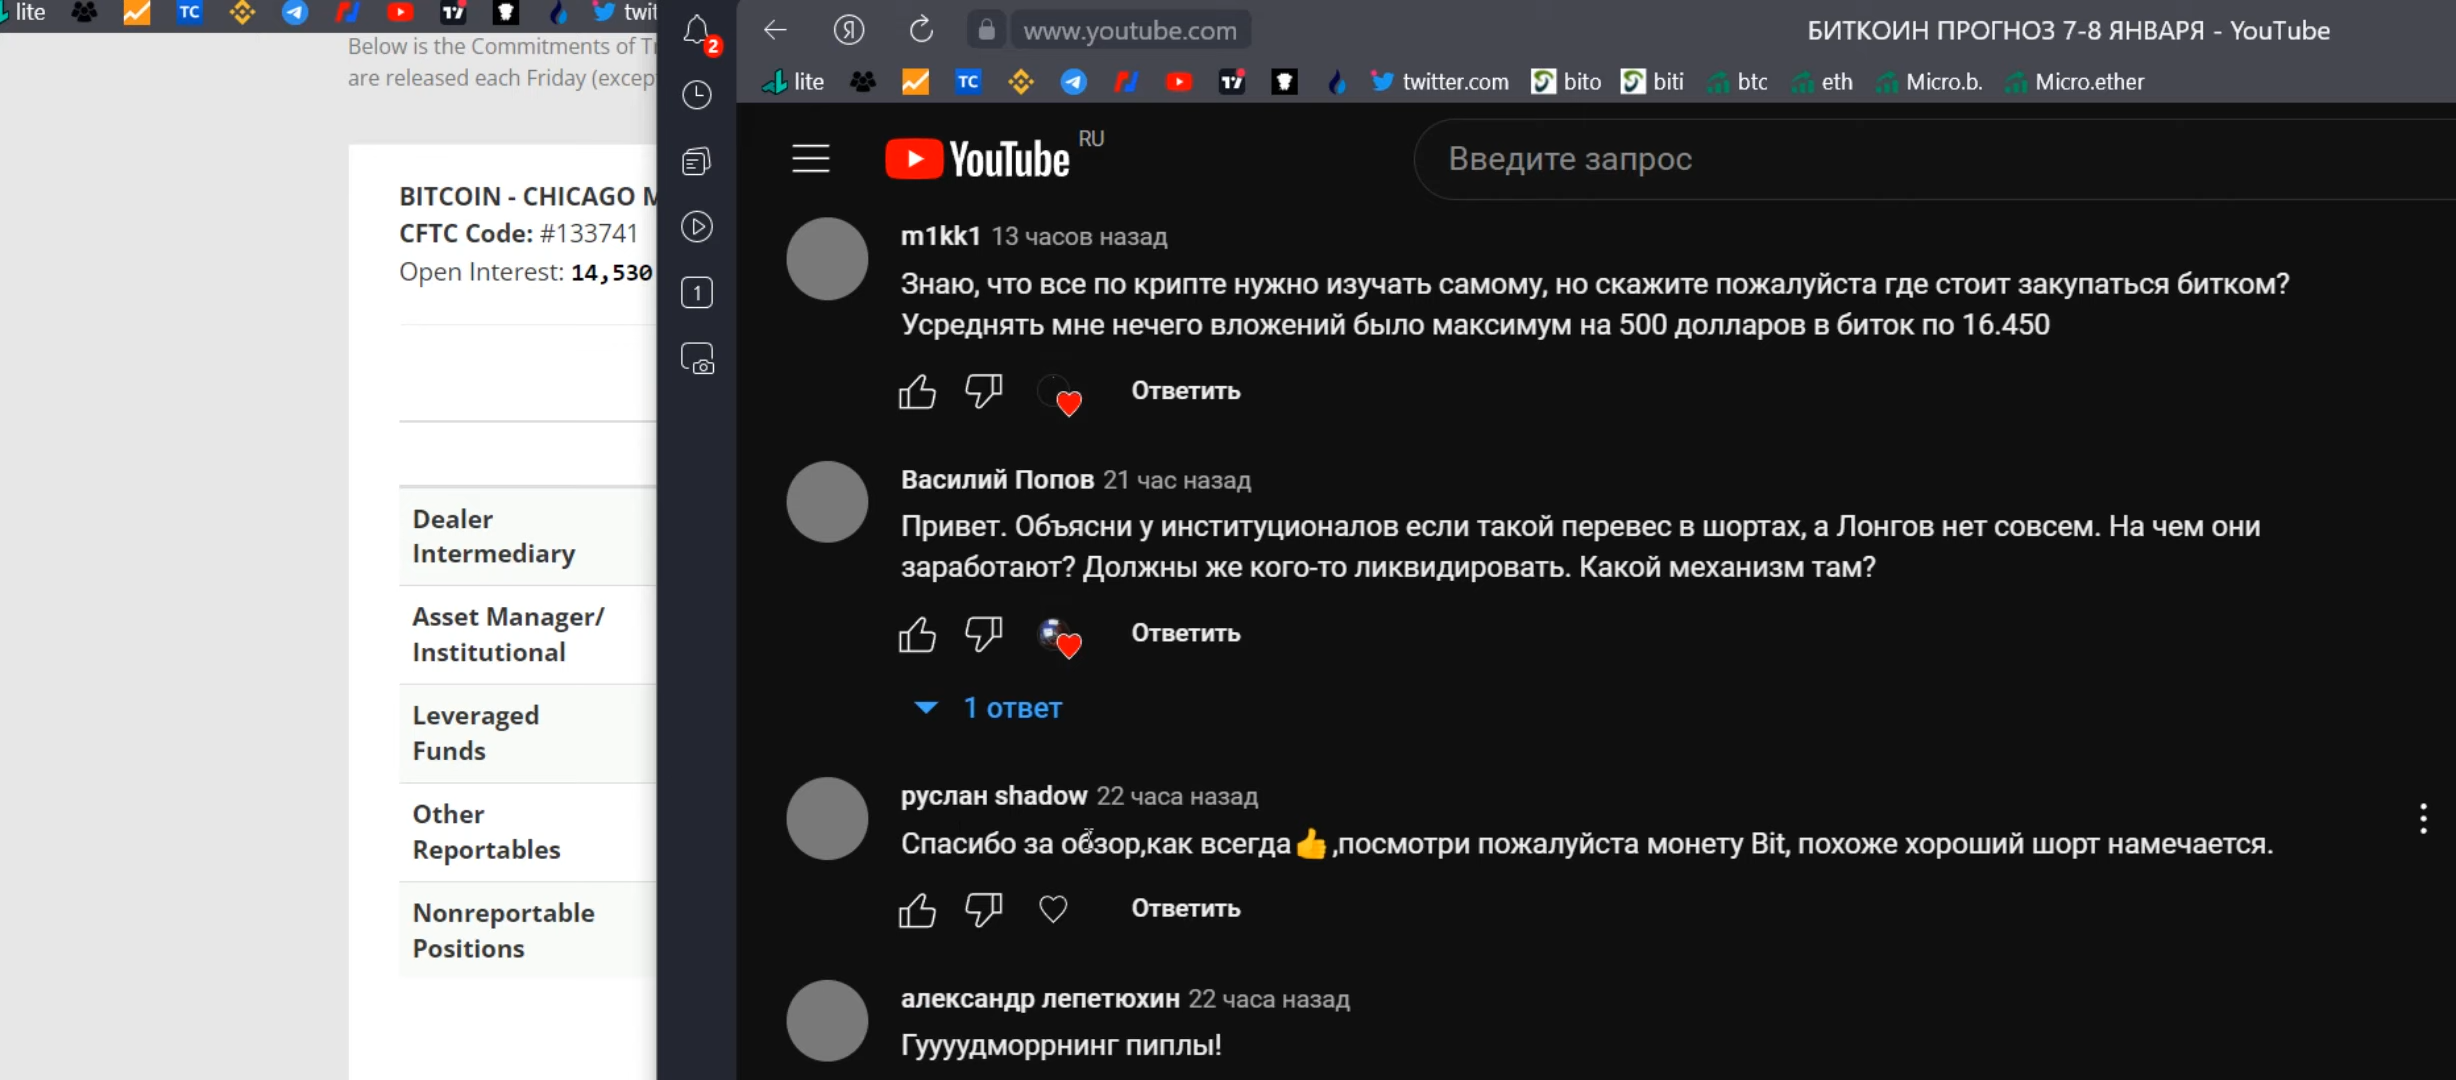 lite
TC
twit
Below is the Commitments of Tr
are released each Friday (excep
BITCOIN - CHICAGO M
CFTC Code: #133741
Open Interest: 14,530
Dealer
Intermediary
Asset Manager/
Institutional
Leveraged
Funds
Other
Reportables
Nonreportable
Positions
2
1
Я
www.youtube.com
БИТКОИН ПРОГНОЗ 7-8 ЯНВАРЯ - YouTube
lite
TC
twitter.com
bito
biti
btc
eth
Micro.b.
Micro.ether
YouTube RU
Введите запрос
m1kk1 13 часов назад
Знаю, что все по крипте нужно изучать самому, но скажите пожалуйста где стоит закупаться битком?
Усреднять мне нечего вложений было максимум на 500 долларов в биток по 16.450
Ответить
Василий Попов 21 час назад
Привет. Объясни у институционалов если такой перевес в шортах, а Лонгов нет совсем. На чем они
заработают? Должны же кого-то ликвидировать. Какой механизм там?
Ответить
1 ответ
руслан shadow 22 часа назад
Спасибо за обзор,как всегда👍,посмотри пожалуйста монету Bit, похоже хороший шорт намечается.
Ответить
александр лепетюхин 22 часа назад
Гуууудморрнинг пиплы!